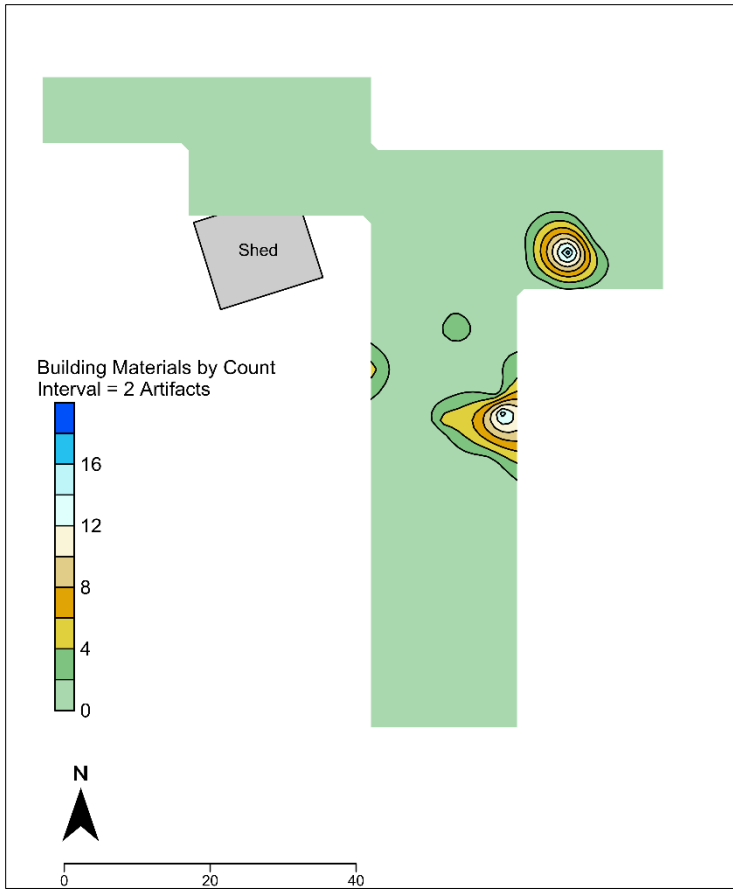 Shed
Building Materials by Count
Interval = 2 Artifacts
16
12
8
4
0
N
0 20 40